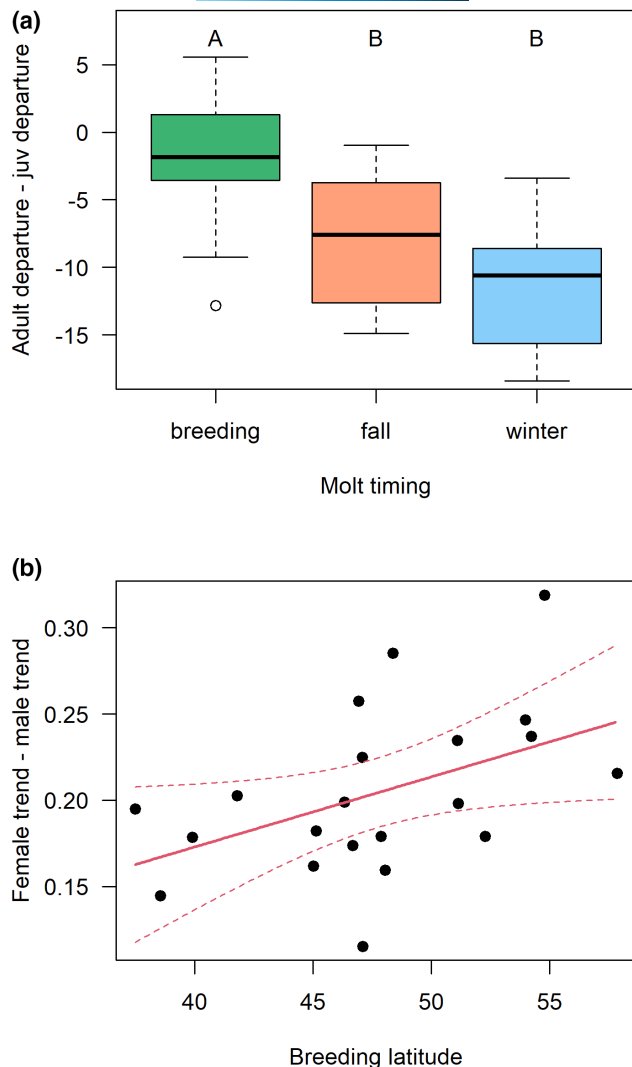 (a)
A B B
Adult departure - juv departure
5
0
-5
-10
-15
breeding fall winter
Molt timing
(b)
Female trend - male trend
0.30
0.25
0.20
0.15
40 45 50 55
Breeding latitude